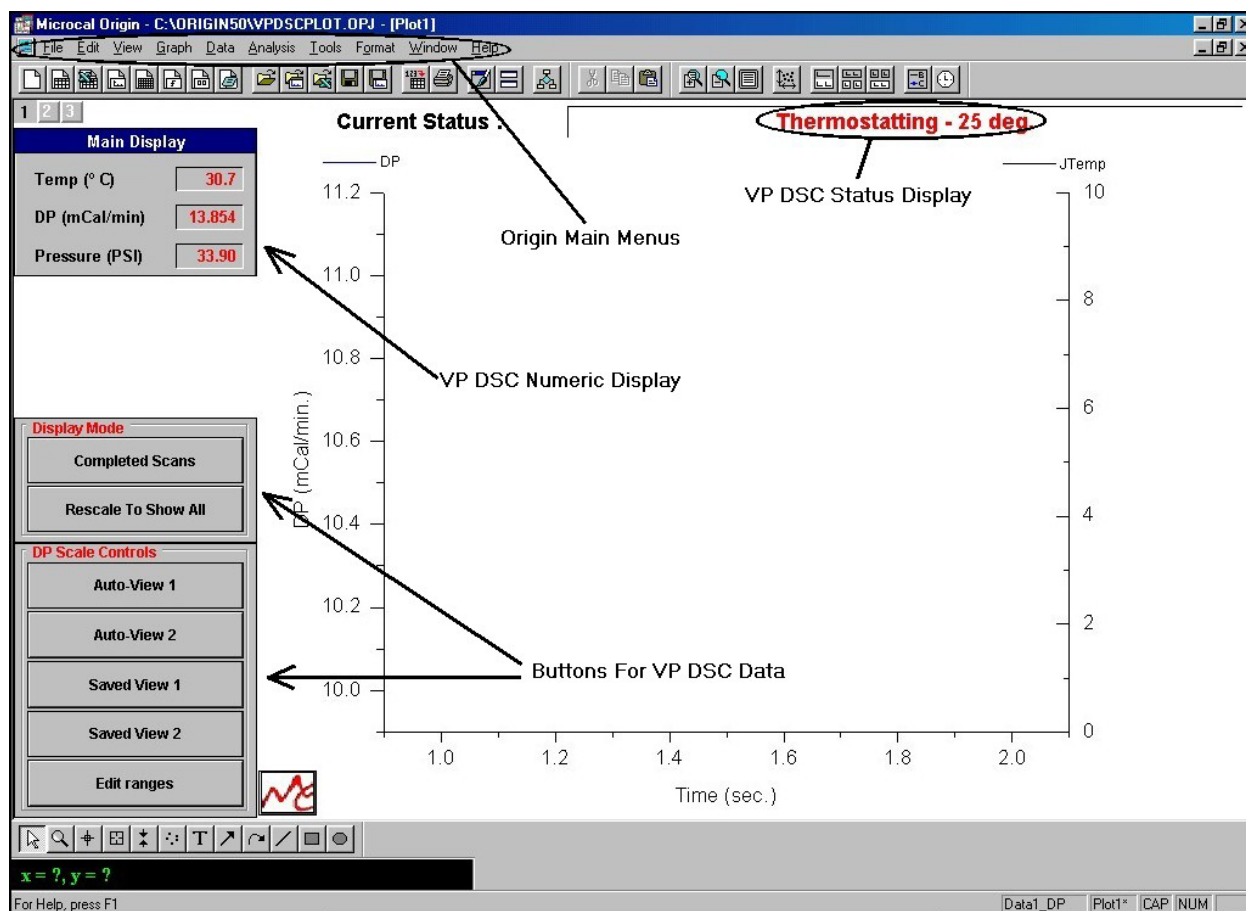 Microcal Origin - C:\ORIGIN50\VPDSCPLOT.OPJ - [Plot1]
File Edit View Graph Data Analysis Tools Format Window Help
1 2 3
Current Status :
Thermostatting - 25 deg.
Main Display
Temp (º C) 30.7
DP (mCal/min) 13.854
Pressure (PSI) 33.90
DP
JTemp
VP DSC Status Display
Origin Main Menus
VP DSC Numeric Display
11.2
11.0
10.8
10.6
10.4
10.2
10.0
DP (mCal/min.)
10
8
6
4
2
0
Display Mode
Completed Scans
Rescale To Show All
DP Scale Controls
Auto-View 1
Auto-View 2
Saved View 1
Saved View 2
Edit ranges
Buttons For VP DSC Data
1.0 1.2 1.4 1.6 1.8 2.0
Time (sec.)
T
x = ?, y = ?
For Help, press F1
Data1_DP Plot1* CAP NUM